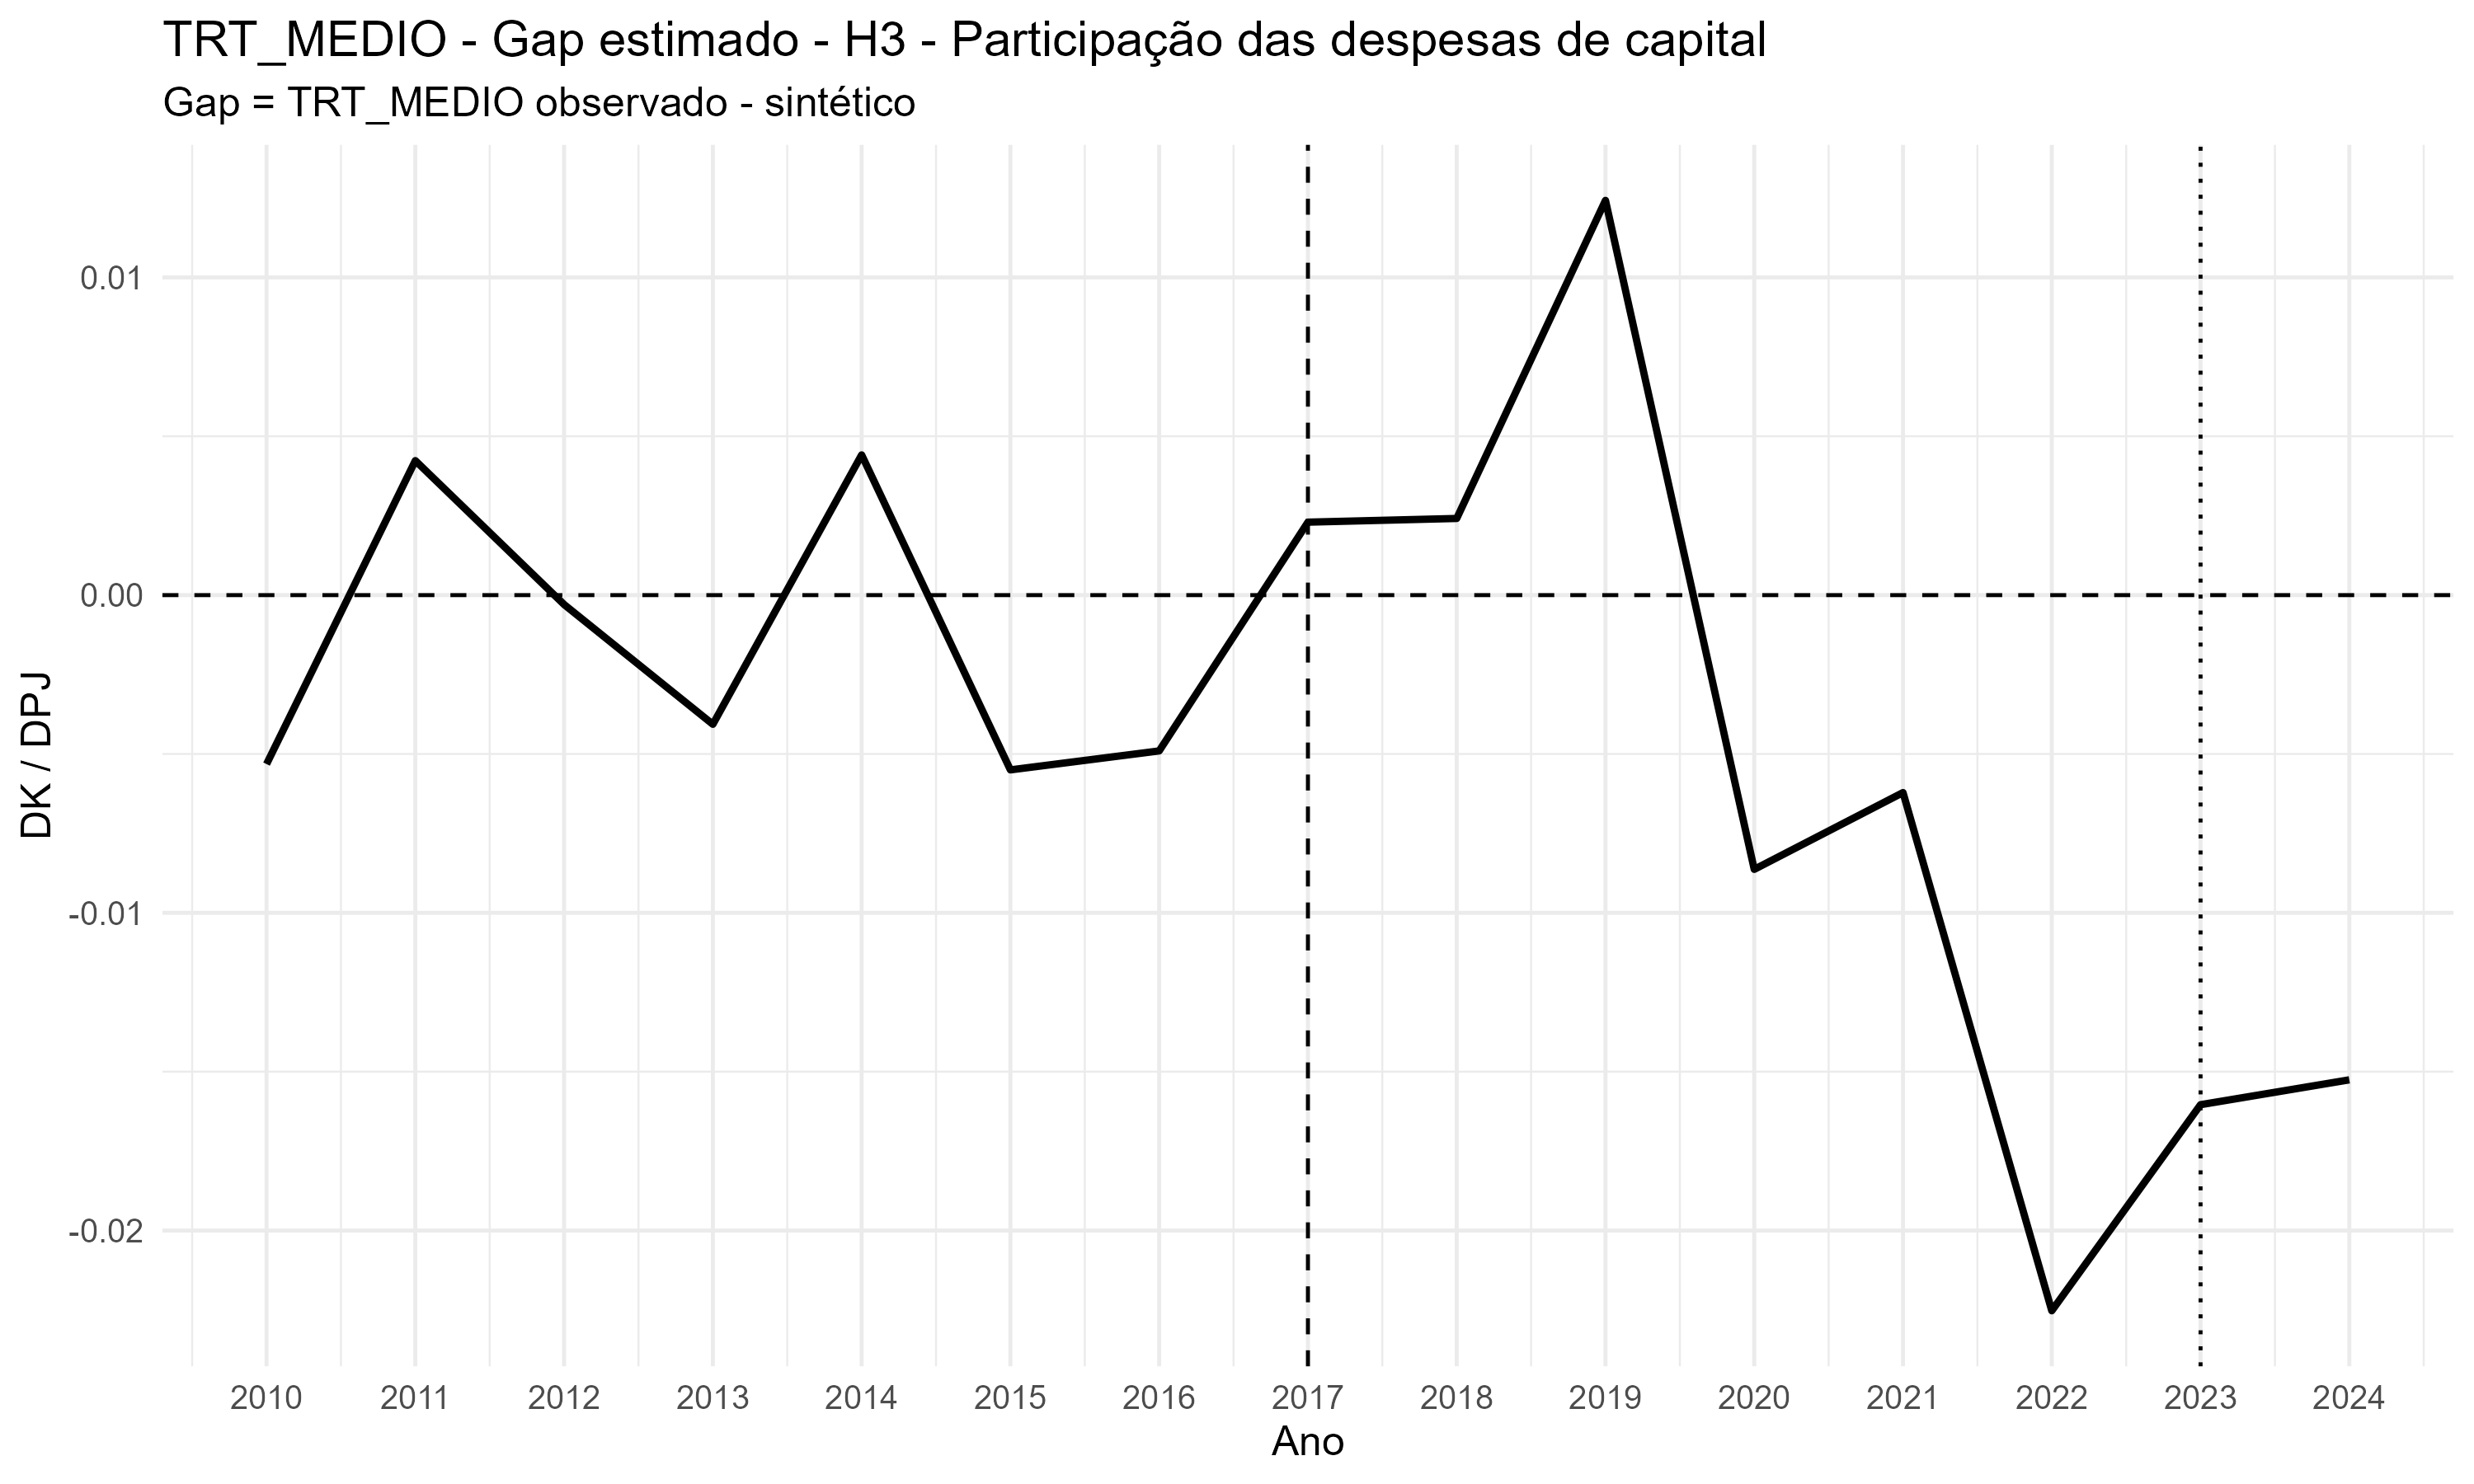 TRT_MEDIO - Gap estimado - H3 - Participação das despesas de capital
Gap = TRT_MEDIO observado - sintético
0.01
0.00
-0.01
-0.02
DK / DPJ
2010 2011 2012 2013 2014 2015 2016 2017 2018 2019 2020 2021 2022 2023 2024
Ano